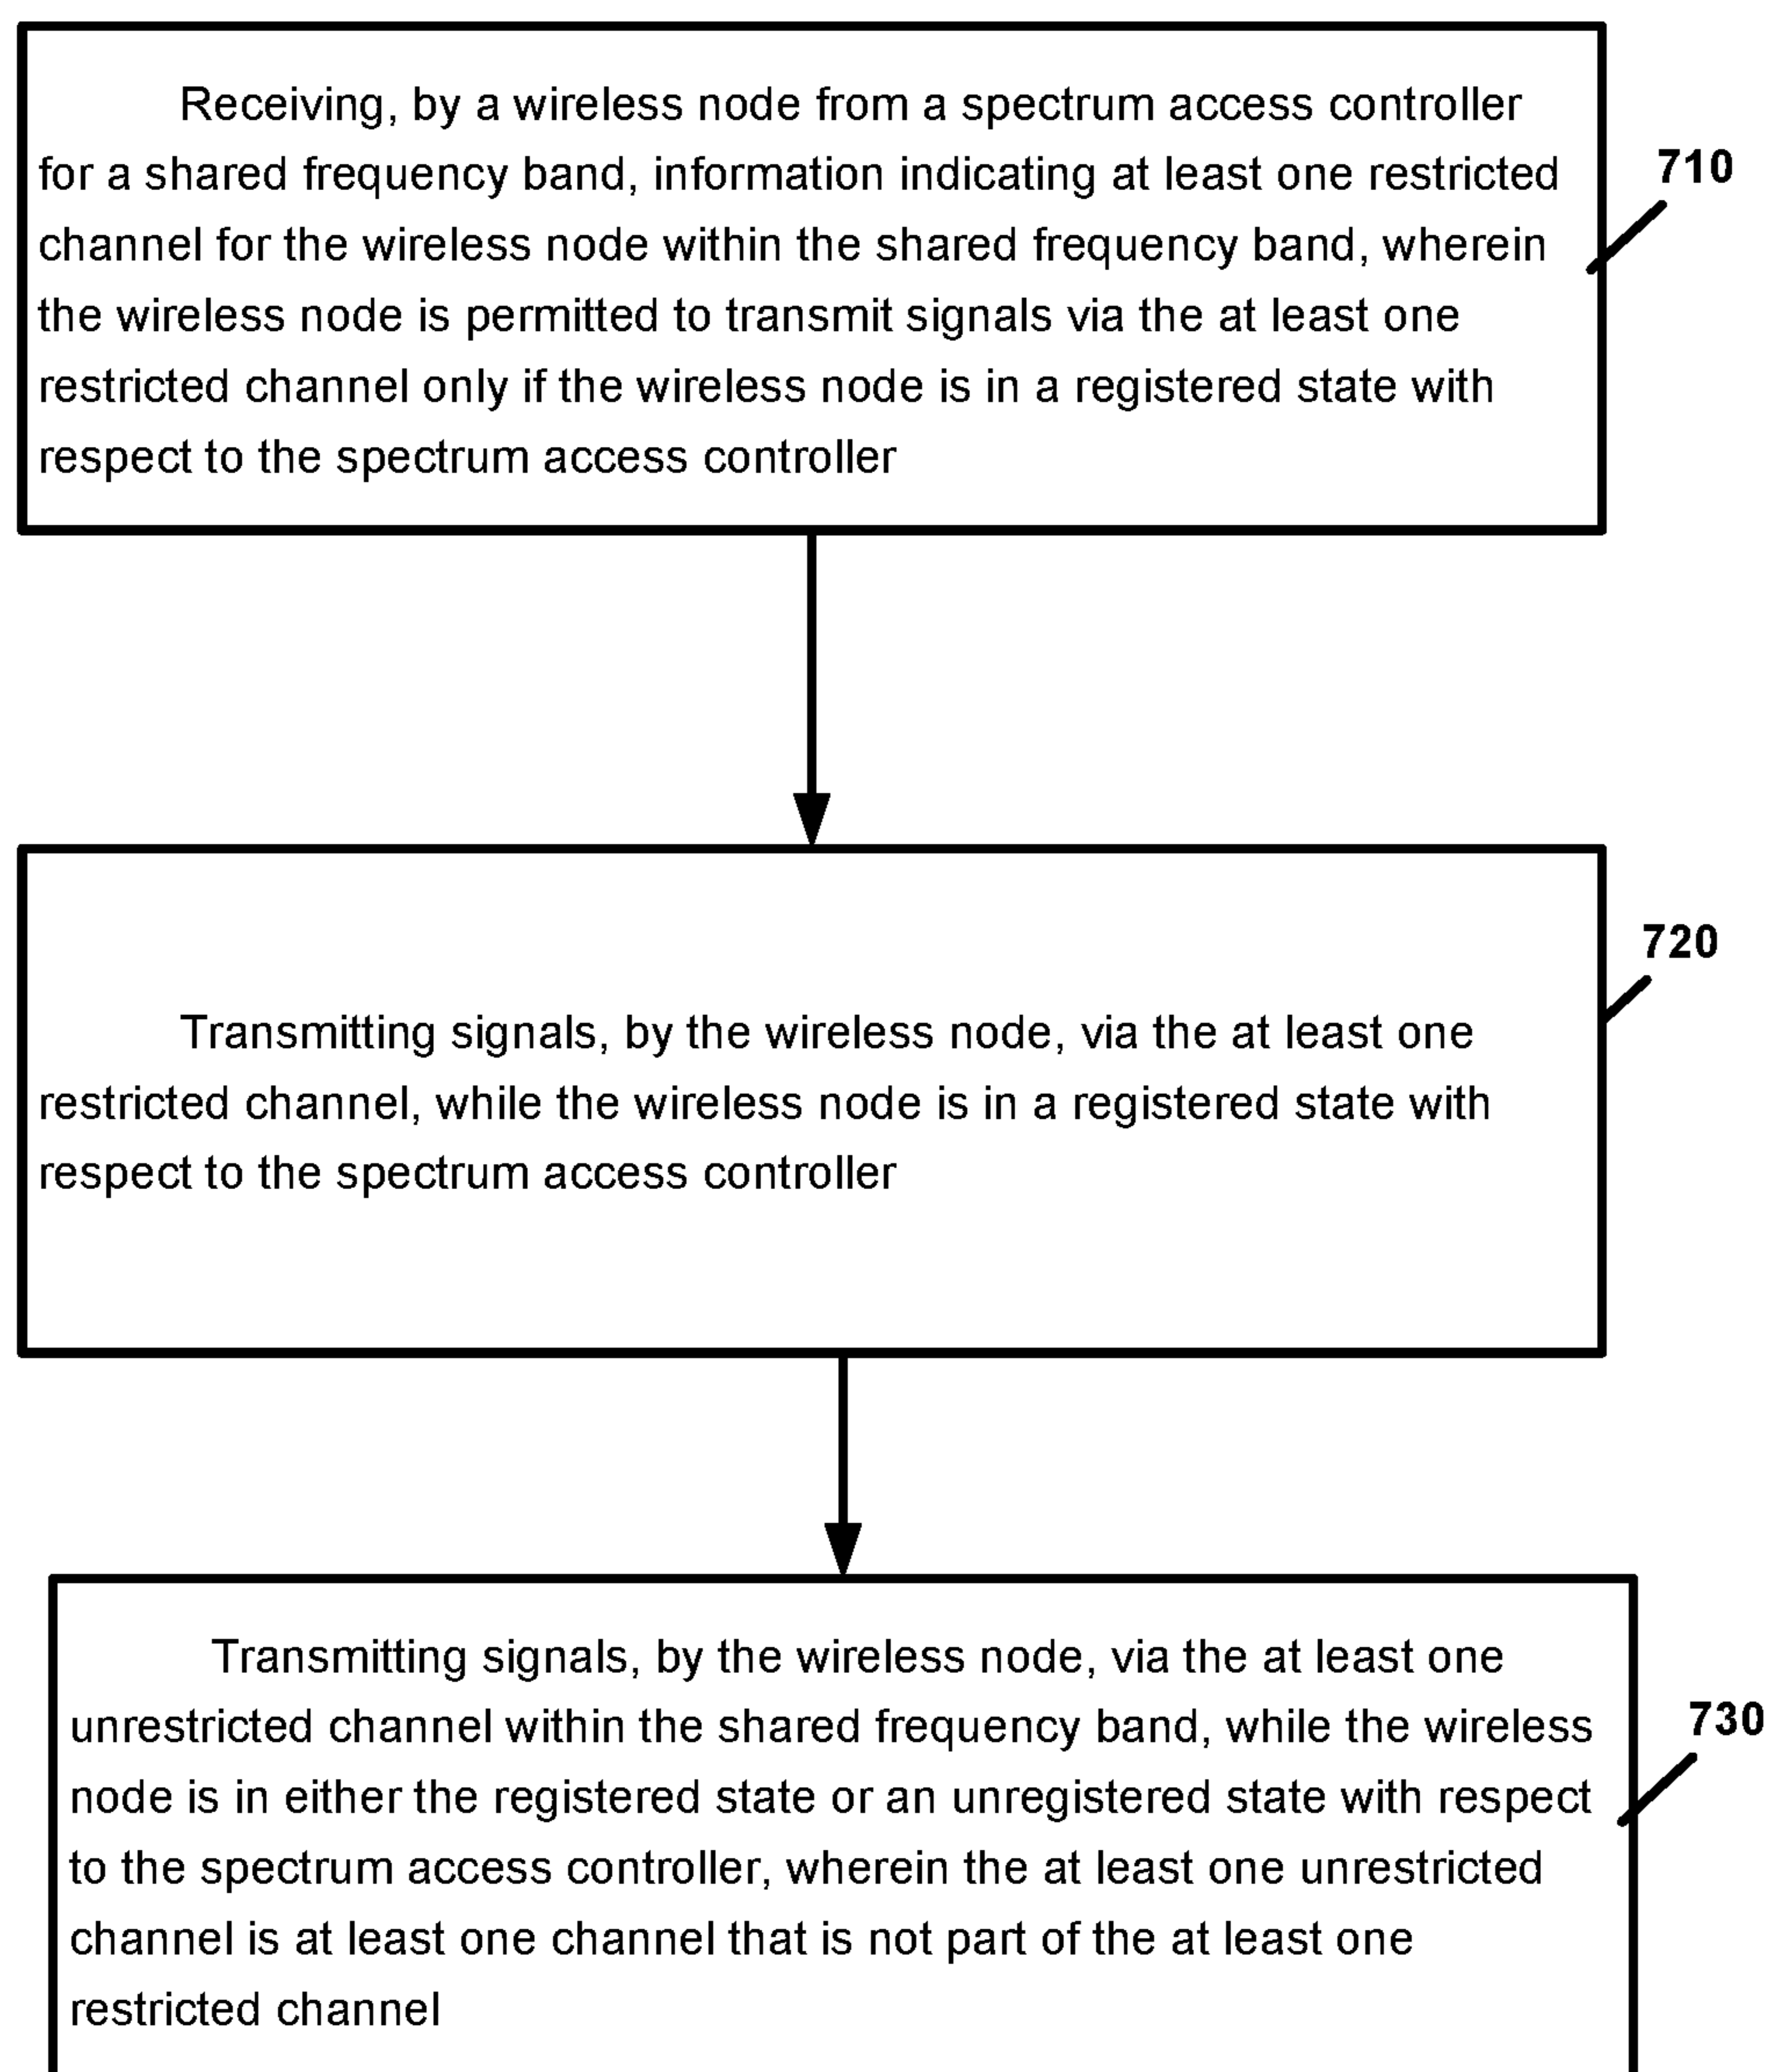 Receiving, by a wireless node from a spectrum access controller
for a shared frequency band, information indicating at least one restricted
channel for the wireless node within the shared frequency band, wherein
the wireless node is permitted to transmit signals via the at least one
restricted channel only if the wireless node is in a registered state with
respect to the spectrum access controller
710
Transmitting signals, by the wireless node, via the at least one
restricted channel, while the wireless node is in a registered state with
respect to the spectrum access controller
720
Transmitting signals, by the wireless node, via the at least one
unrestricted channel within the shared frequency band, while the wireless
node is in either the registered state or an unregistered state with respect
to the spectrum access controller, wherein the at least one unrestricted
channel is at least one channel that is not part of the at least one
restricted channel
730